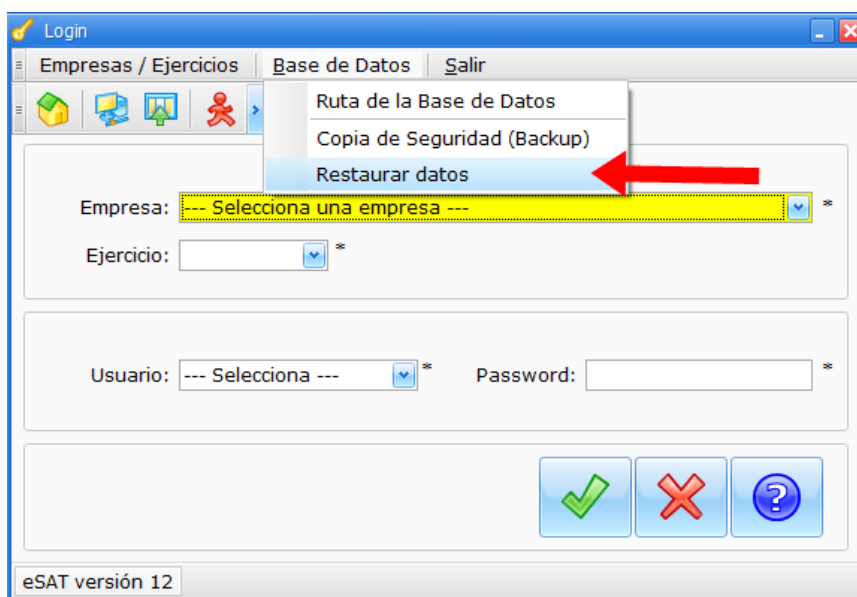 Login
Empresas / Ejercicios Base de Datos Salir
Ruta de la Base de Datos
Copia de Seguridad (Backup)
Restaurar datos
Empresa: --- Selecciona una empresa --- *
Ejercicio: *
Usuario: --- Selecciona --- * Password: *
?
eSAT versión 12